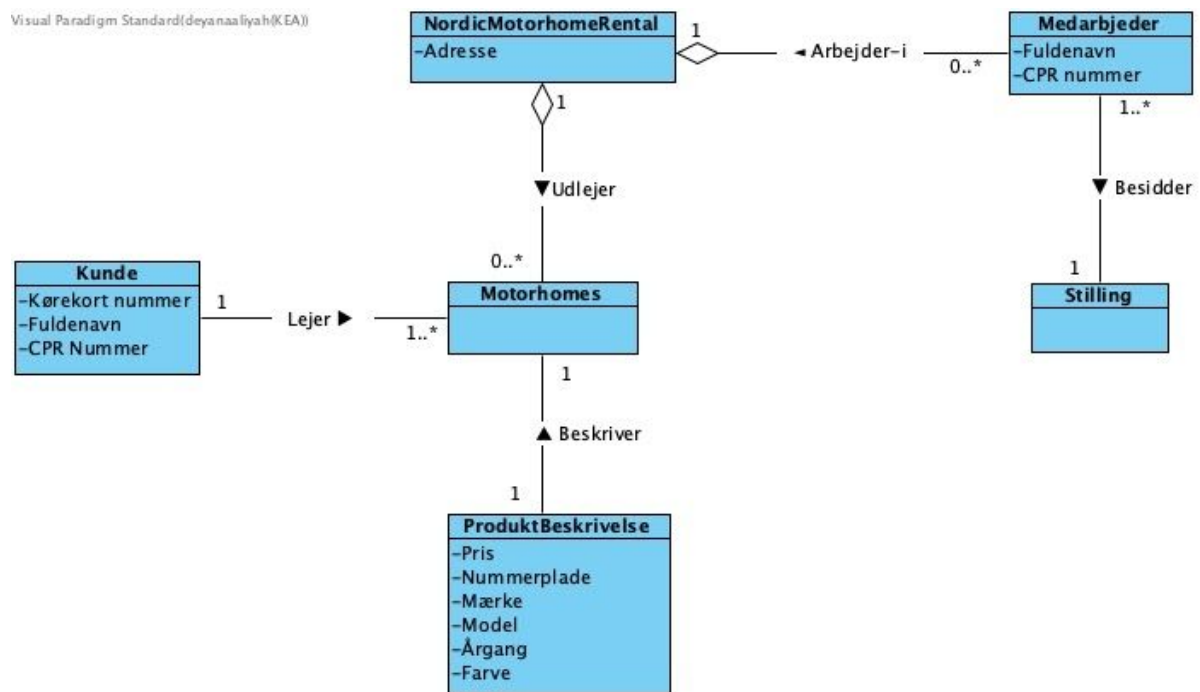 Visual Paradigm Standard(deyanaaliyah(KEA))
NordicMotorhomeRental
-Adresse
1
◄ Arbejder-i
0..*
Medarbjeder
-Fuldenavn
-CPR nummer
1
1..*
▼Udlejer
▼ Besidder
0..*
1
Kunde
-Kørekort nummer
-Fuldenavn
-CPR Nummer
1
Lejer ►
1..*
Motorhomes
Stilling
1
▲ Beskriver
1
ProduktBeskrivelse
-Pris
-Nummerplade
-Mærke
-Model
-Årgang
-Farve